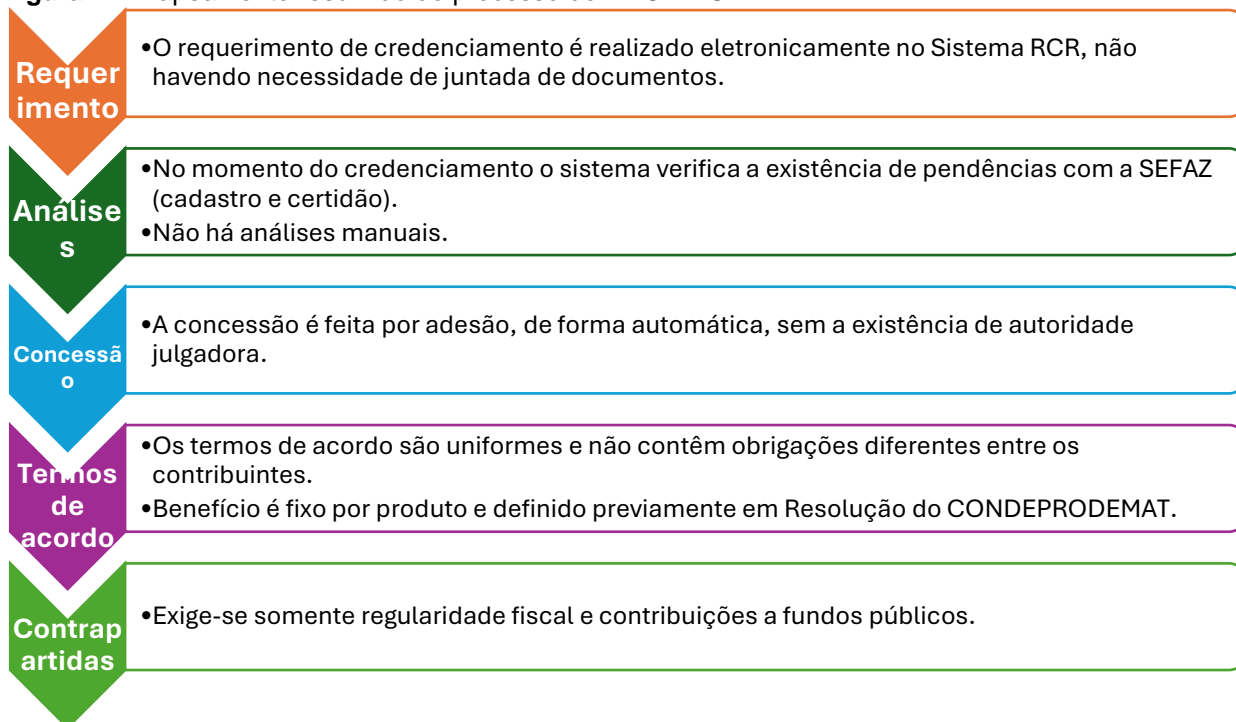 Requer
imento
•O requerimento de credenciamento é realizado eletronicamente no Sistema RCR, não
havendo necessidade de juntada de documentos.
Análise
s
•No momento do credenciamento o sistema verifica a existência de pendências com a SEFAZ
(cadastro e certidão).
•Não há análises manuais.
Concessã
o
•A concessão é feita por adesão, de forma automática, sem a existência de autoridade
julgadora.
Termos
de
acordo
•Os termos de acordo são uniformes e não contêm obrigações diferentes entre os
contribuintes.
•Benefício é fixo por produto e definido previamente em Resolução do CONDEPRODEMAT.
Contrap
artidas
•Exige-se somente regularidade fiscal e contribuições a fundos públicos.